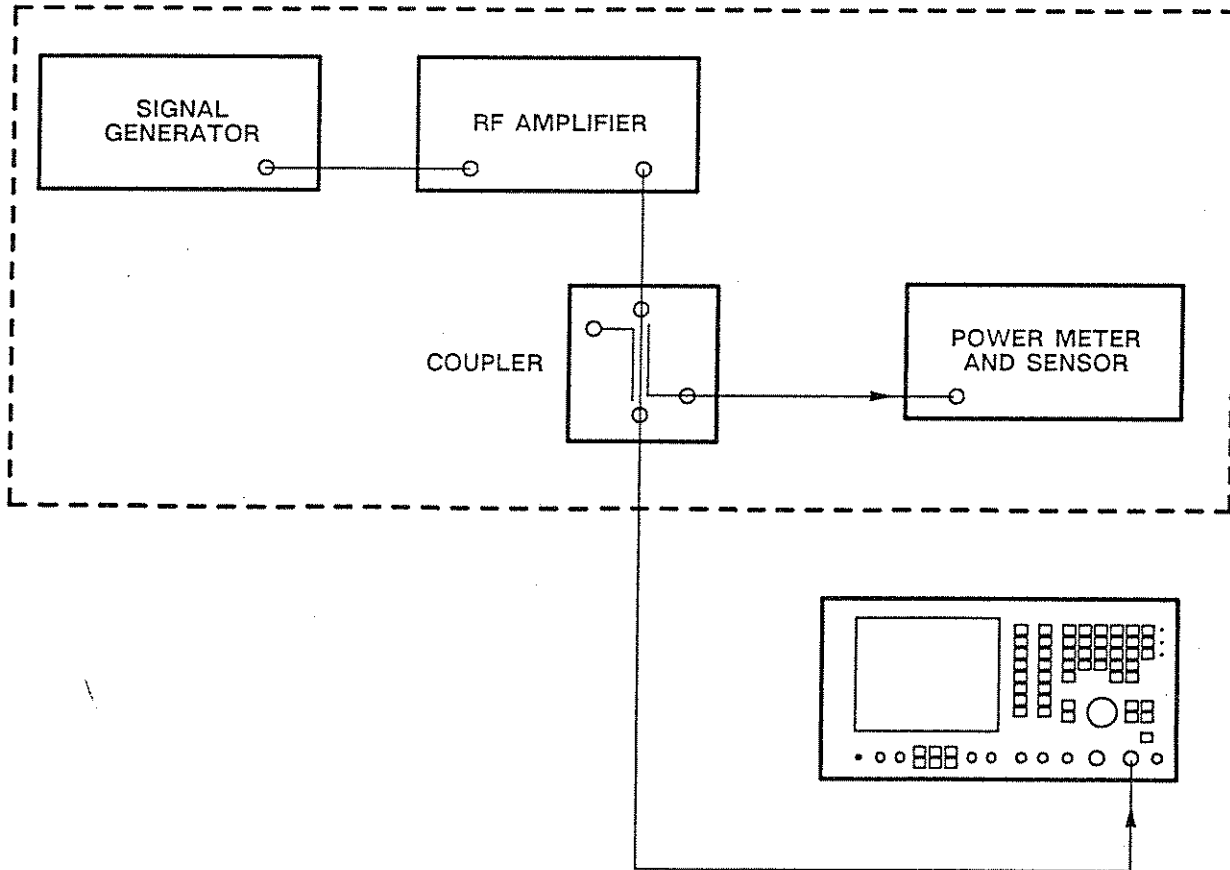 SIGNAL
GENERATOR
RF AMPLIFIER
COUPLER
POWER METER
AND SENSOR